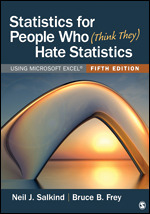 Statistics for
People Who (Think They)
Hate Statistics
USING MICROSOFT EXCEL® FIFTH EDITION
Neil J. Salkind | Bruce B. Frey